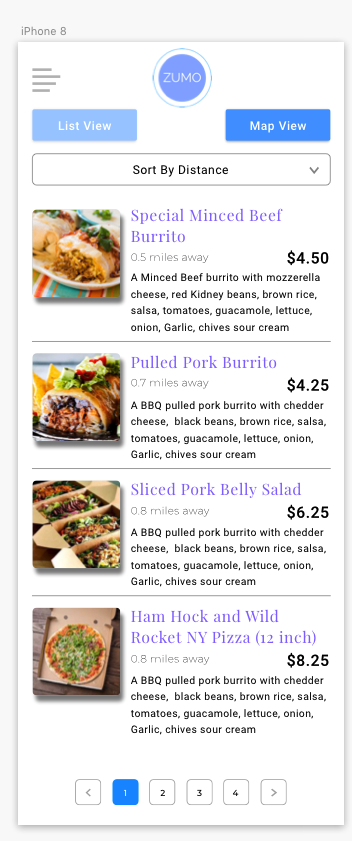 iPhone 8
ZUMO
List View
Map View
Sort By Distance
Special Minced Beef
Burrito
0.5 miles away
$4.50
A Minced Beef burrito with mozzerella
cheese, red Kidney beans, brown rice,
salsa, tomatoes, guacamole, lettuce,
onion, Garlic, chives sour cream
Pulled Pork Burrito
0.7 miles away
$4.25
A BBQ pulled pork burrito with chedder
cheese,  black beans, brown rice, salsa,
tomatoes, guacamole, lettuce, onion,
Garlic, chives sour cream
Sliced Pork Belly Salad
0.8 miles away
$6.25
A BBQ pulled pork burrito with chedder
cheese,  black beans, brown rice, salsa,
tomatoes, guacamole, lettuce, onion,
Garlic, chives sour cream
Ham Hock and Wild
Rocket NY Pizza (12 inch)
0.8 miles away
$8.25
A BBQ pulled pork burrito with chedder
cheese,  black beans, brown rice, salsa,
tomatoes, guacamole, lettuce, onion,
Garlic, chives sour cream
< 1 2 3 4 >